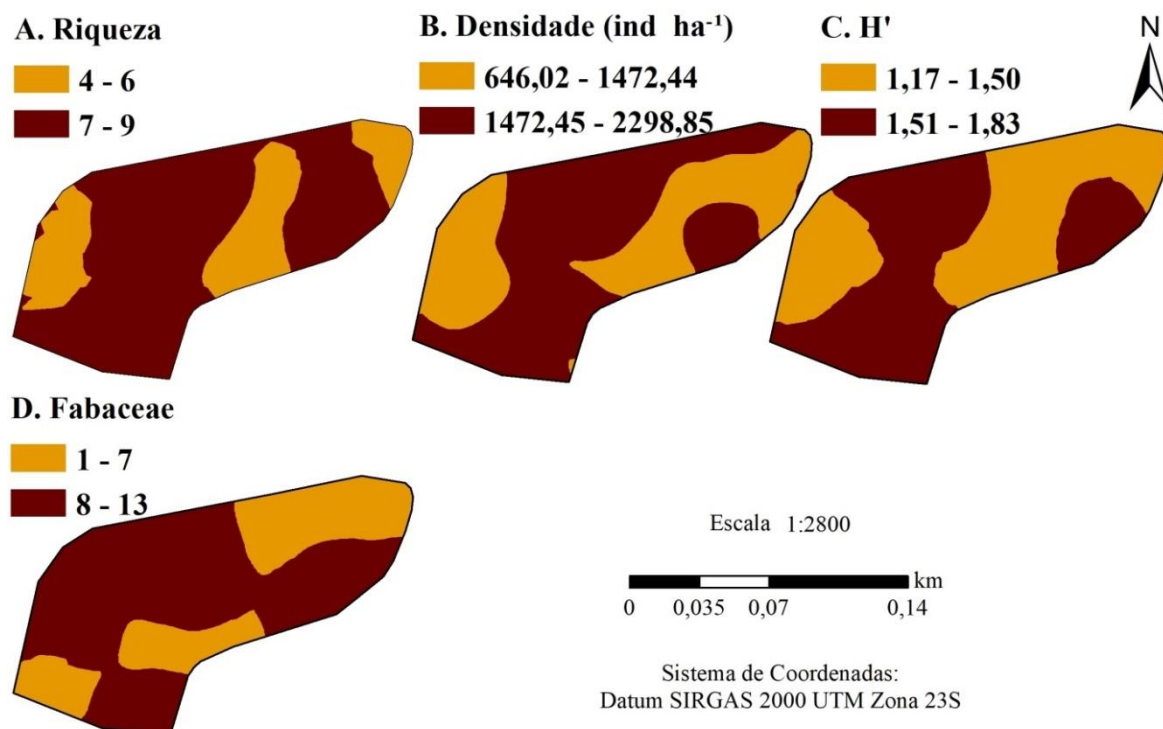 A. Riqueza
4 - 6
7 - 9
B. Densidade (ind ha⁻¹)
646,02 - 1472,44
1472,45 - 2298,85
C. H'
1,17 - 1,50
1,51 - 1,83
N
D. Fabaceae
1 - 7
8 - 13
Escala 1:2800
km
0 0,035 0,07 0,14
Sistema de Coordenadas:
Datum SIRGAS 2000 UTM Zona 23S